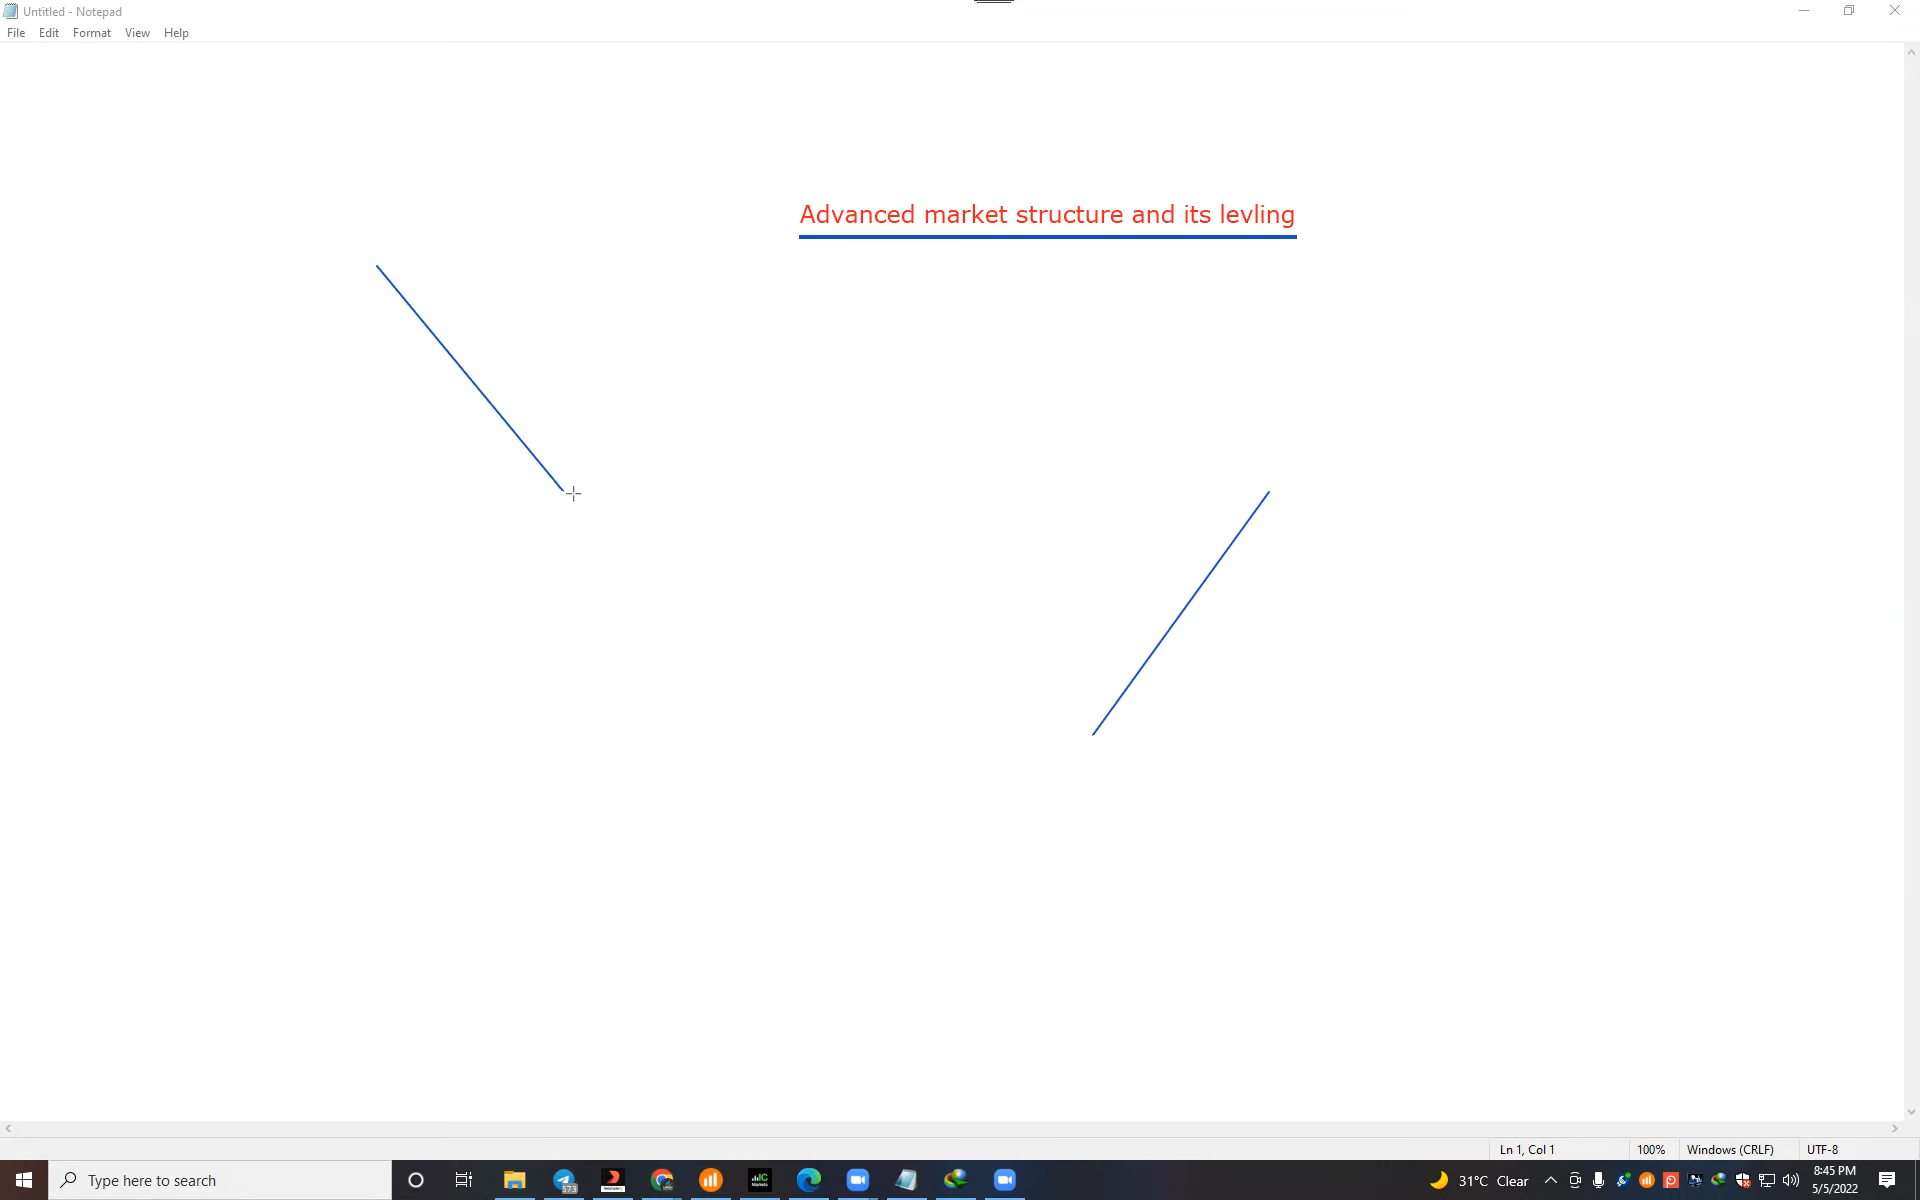 Untitled - Notepad
File Edit Format View Help
Advanced market structure and its levling
Ln 1, Col 1 100% Windows (CRLF) UTF-8
Type here to search
573
31°C Clear
8:45 PM
5/5/2022